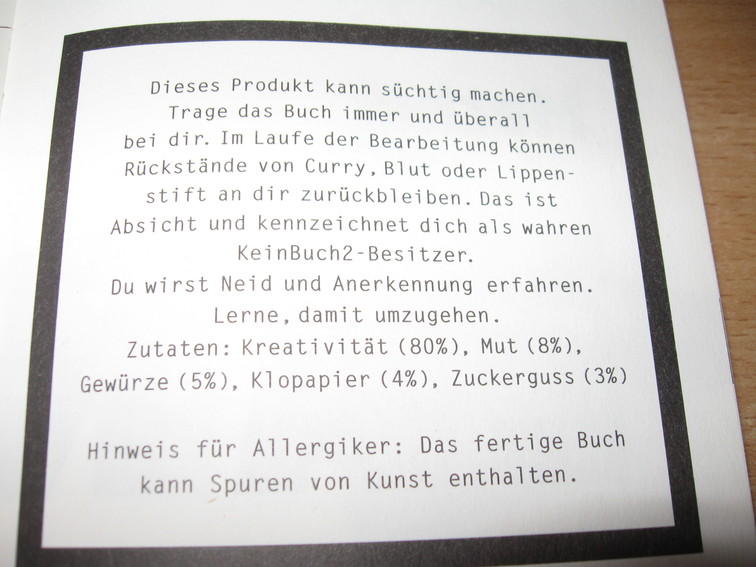 Dieses Produkt kann süchtig machen.
Trage das Buch immer und überall
bei dir. Im Laufe der Bearbeitung können
Rückstände von Curry, Blut oder Lippen-
stift an dir zurückbleiben. Das ist
Absicht und kennzeichnet dich als wahren
KeinBuch2-Besitzer.
Du wirst Neid und Anerkennung erfahren.
Lerne, damit umzugehen.
Zutaten: Kreativität (80%), Mut (8%),
Gewürze (5%), Klopapier (4%), Zuckerguss (3%)
Hinweis für Allergiker: Das fertige Buch
kann Spuren von Kunst enthalten.